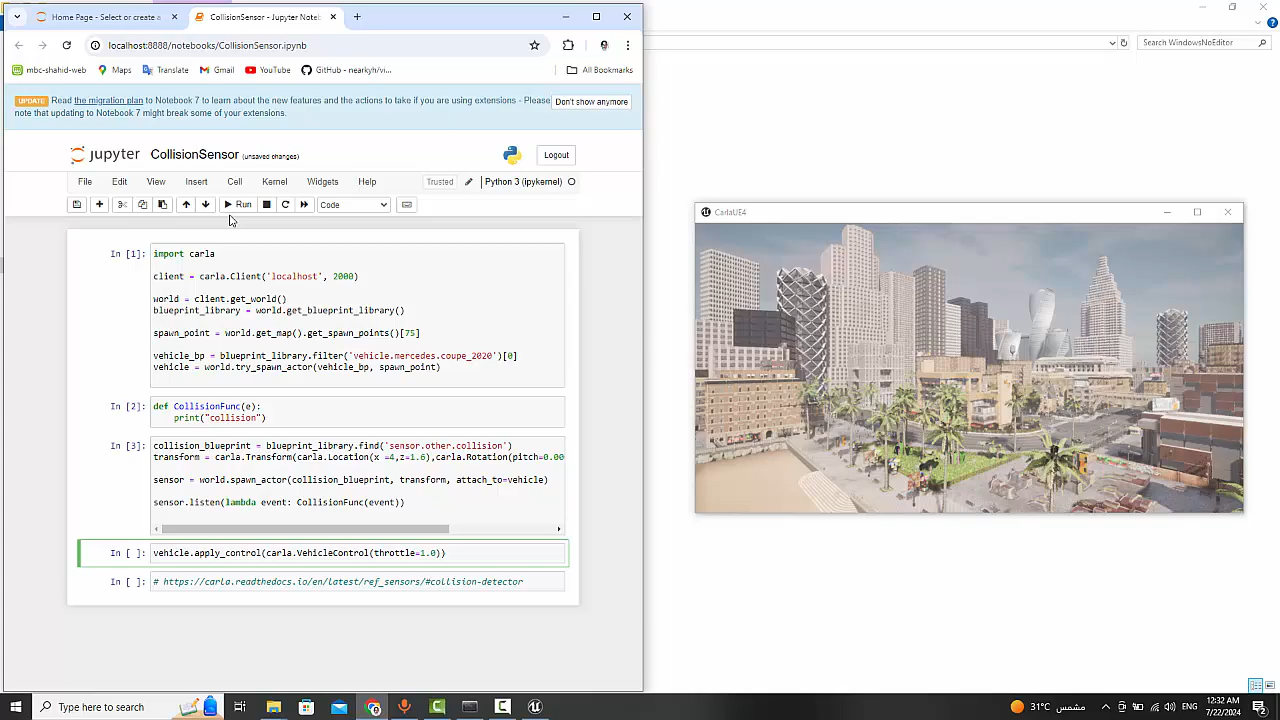 Home Page - Select or create a
CollisionSensor - Jupyter Noteb
localhost:8888/notebooks/CollisionSensor.ipynb
Search WindowsNoEditor
mbc-shahid-web
Maps
Translate
Gmail
YouTube
GitHub - nearkyh/vi...
All Bookmarks
UPDATE Read the migration plan to Notebook 7 to learn about the new features and the actions to take if you are using extensions - Please
note that updating to Notebook 7 might break some of your extensions.
Don't show anymore
jupyter CollisionSensor (unsaved changes)
Logout
File Edit View Insert Cell Kernel Widgets Help
Trusted
Python 3 (ipykernel)
Run
Code
CarlaUE4
In [1]: import carla
client = carla.Client('localhost', 2000)
world = client.get_world()
blueprint_library = world.get_blueprint_library()
spawn_point = world.get_map().get_spawn_points()[75]
vehicle_bp = blueprint_library.filter('vehicle.mercedes.coupe_2020')[0]
vehicle = world.try_spawn_actor(vehicle_bp, spawn_point)
In [2]: def CollisionFunc(e):
print("collision")
In [3]: collision_blueprint = blueprint_library.find('sensor.other.collision')
transform = carla.Transform(carla.Location(x =4,z=1.6),carla.Rotation(pitch=0.00
sensor = world.spawn_actor(collision_blueprint, transform, attach_to=vehicle)
sensor.listen(lambda event: CollisionFunc(event))
In [ ]: vehicle.apply_control(carla.VehicleControl(throttle=1.0))
In [ ]: # https://carla.readthedocs.io/en/latest/ref_sensors/#collision-detector
Type here to search
31°C مشمس
12:32 AM
7/22/2024